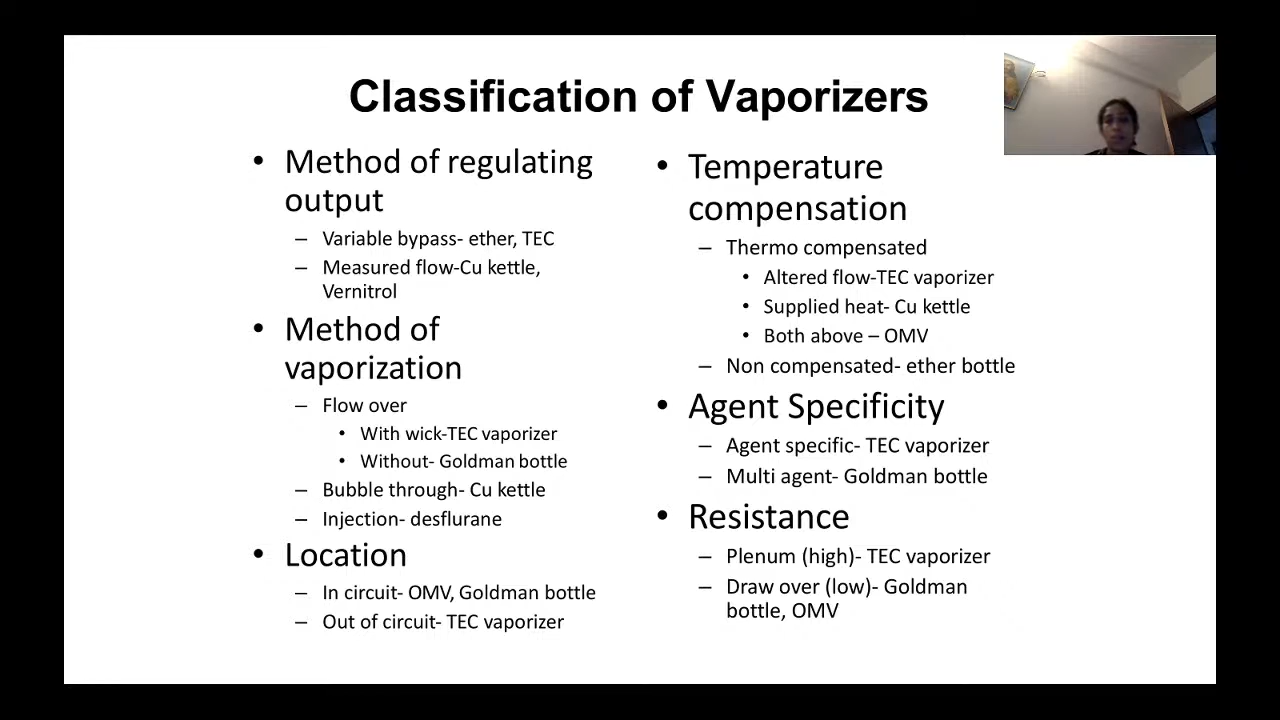 Classification of Vaporizers
• Method of regulating
output
– Variable bypass- ether, TEC
– Measured flow-Cu kettle,
Vernitrol
• Method of
vaporization
– Flow over
• With wick-TEC vaporizer
• Without- Goldman bottle
– Bubble through- Cu kettle
– Injection- desflurane
• Location
– In circuit- OMV, Goldman bottle
– Out of circuit- TEC vaporizer
• Temperature
compensation
– Thermo compensated
• Altered flow-TEC vaporizer
• Supplied heat- Cu kettle
• Both above – OMV
– Non compensated- ether bottle
• Agent Specificity
– Agent specific- TEC vaporizer
– Multi agent- Goldman bottle
• Resistance
– Plenum (high)- TEC vaporizer
– Draw over (low)- Goldman
bottle, OMV